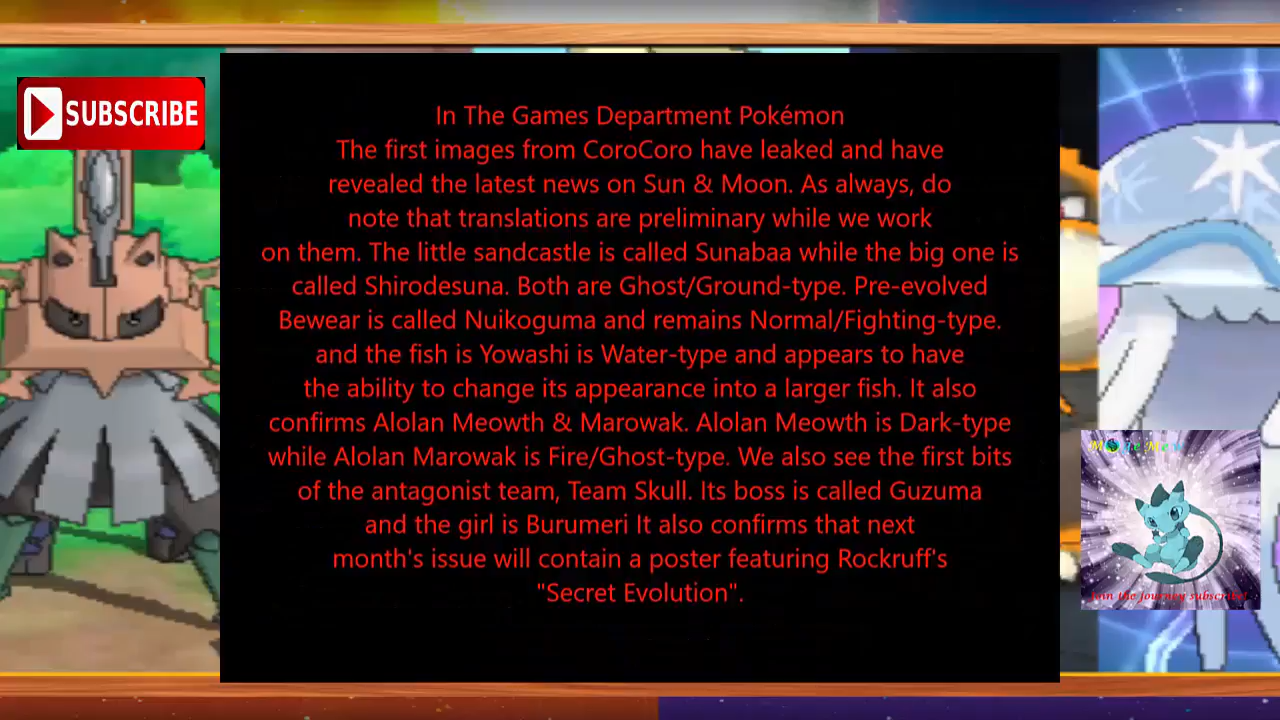 SUBSCRIBE
In The Games Department Pokémon
The first images from CoroCoro have leaked and have
revealed the latest news on Sun & Moon. As always, do
note that translations are preliminary while we work
on them. The little sandcastle is called Sunabaa while the big one is
called Shirodesuna. Both are Ghost/Ground-type. Pre-evolved
Bewear is called Nuikoguma and remains Normal/Fighting-type.
and the fish is Yowashi is Water-type and appears to have
the ability to change its appearance into a larger fish. It also
confirms Alolan Meowth & Marowak. Alolan Meowth is Dark-type
while Alolan Marowak is Fire/Ghost-type. We also see the first bits
of the antagonist team, Team Skull. Its boss is called Guzuma
and the girl is Burumeri It also confirms that next
month's issue will contain a poster featuring Rockruff's
"Secret Evolution".
Join the journey subscribe!